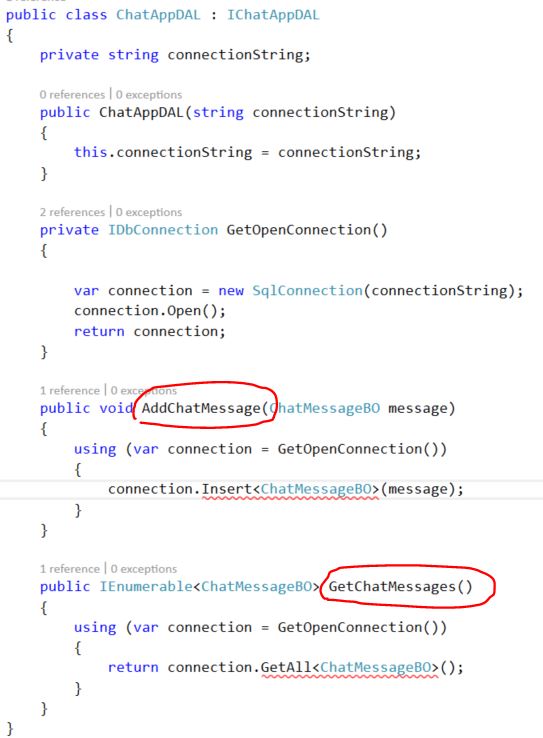 public class ChatAppDAL : IChatAppDAL
{
    private string connectionString;
    0 references | 0 exceptions
    public ChatAppDAL(string connectionString)
    {
        this.connectionString = connectionString;
    }
    2 references | 0 exceptions
    private IDbConnection GetOpenConnection()
    {
        var connection = new SqlConnection(connectionString);
        connection.Open();
        return connection;
    }
    1 reference | 0 exceptions
    public void AddChatMessage(ChatMessageBO message)
    {
        using (var connection = GetOpenConnection())
        {
            connection.Insert<ChatMessageBO>(message);
        }
    }
    1 reference | 0 exceptions
    public IEnumerable<ChatMessageBO> GetChatMessages()
    {
        using (var connection = GetOpenConnection())
        {
            return connection.GetAll<ChatMessageBO>();
        }
    }
}